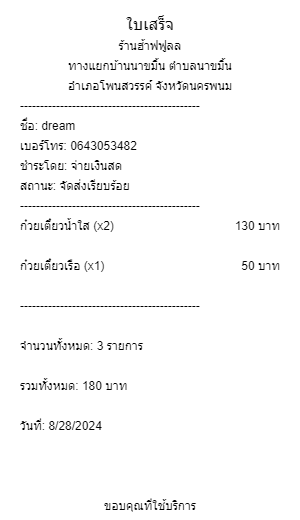 ใบเสร็จ
ร้านฮ้าฟฟูลล
ทางแยกบ้านนาขมิ้น ตำบลนาขมิ้น
อำเภอโพนสวรรค์ จังหวัดนครพนม
---------------------------------------------
ชื่อ: dream
เบอร์โทร: 0643053482
ชำระโดย: จ่ายเงินสด
สถานะ: จัดส่งเรียบร้อย
---------------------------------------------
ก๋วยเตี๋ยวน้ำใส (x2) 130 บาท
ก๋วยเตี๋ยวเรือ (x1) 50 บาท
---------------------------------------------
จำนวนทั้งหมด: 3 รายการ
รวมทั้งหมด: 180 บาท
วันที่: 8/28/2024
ขอบคุณที่ใช้บริการ